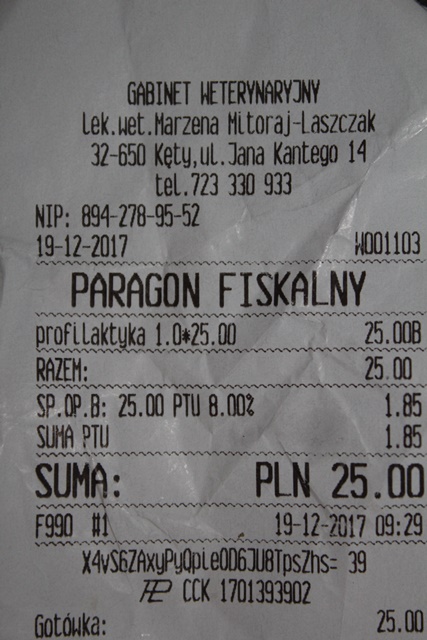 GABINET WETERYNARYJNY
lek.wet.Marzena Mitoraj-Laszczak
32-650 Kęty,ul.Jana Kantego 14
tel.723 330 933
NIP: 894-278-95-52
19-12-2017 W001103
PARAGON FISKALNY
profilaktyka 1.0*25.00 25.00B
RAZEM: 25.00
SP.OP.B: 25.00 PTU 8.00% 1.85
SUMA PTU 1.85
SUMA: PLN 25.00
F990 #1 19-12-2017 09:29
X4vS6ZAxyPyQpieOD6JU8TpsZhs= 39
CCK 1701393902
Gotówka: 25.00